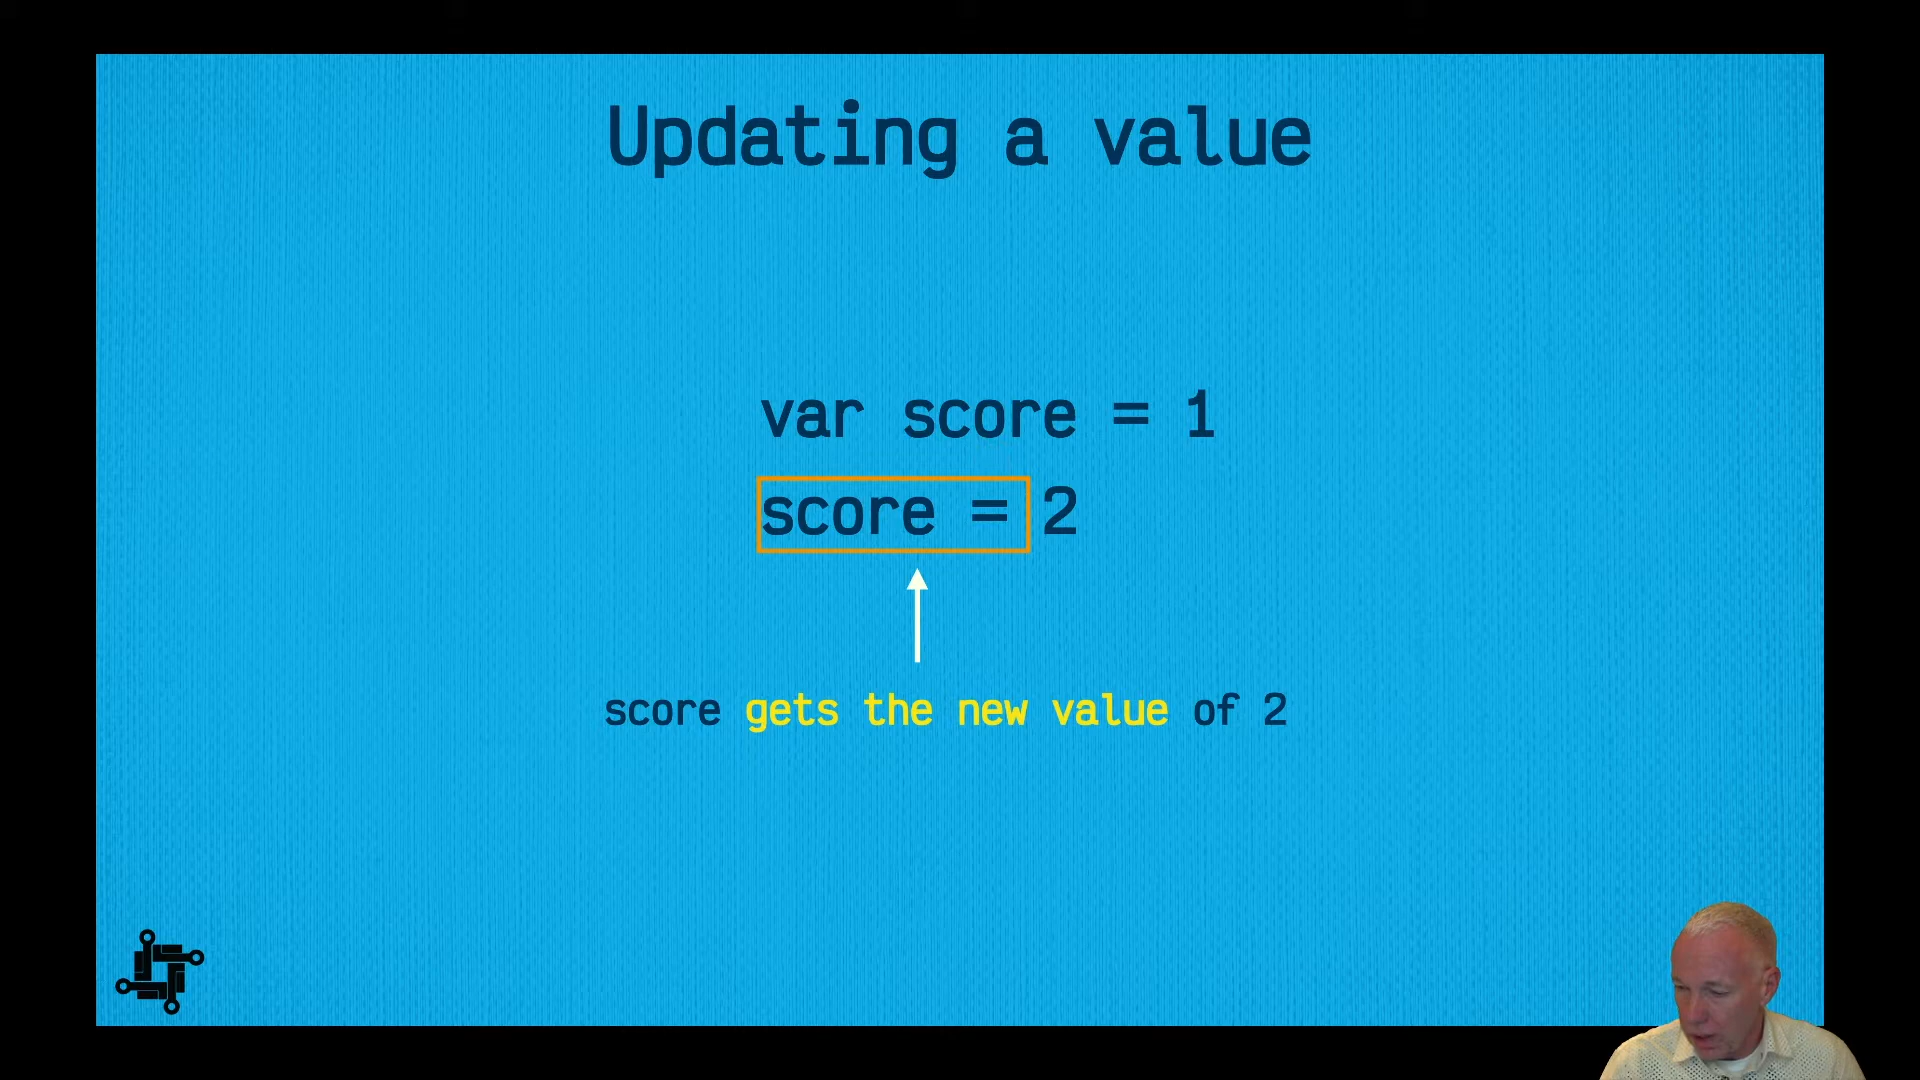 Updating a value
var score = 1
score = 2
score gets the new value of 2